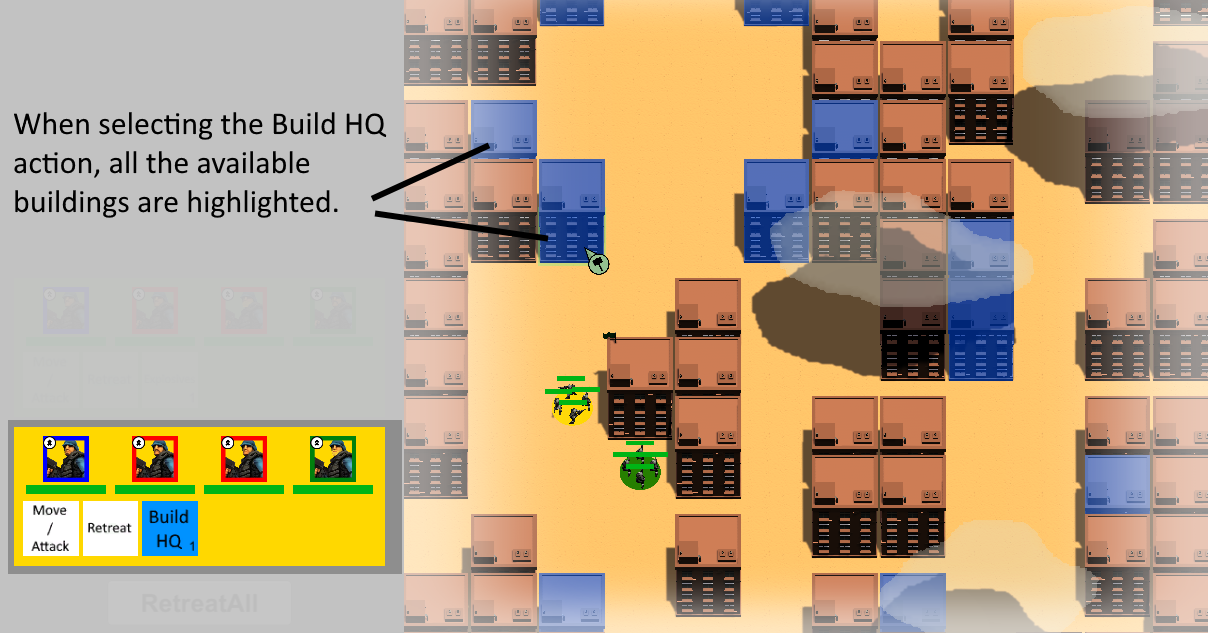 When selecting the Build HQ
action, all the available
buildings are highlighted.
Move
/
Attack
Retreat
Build
HQ 1
RetreatAll